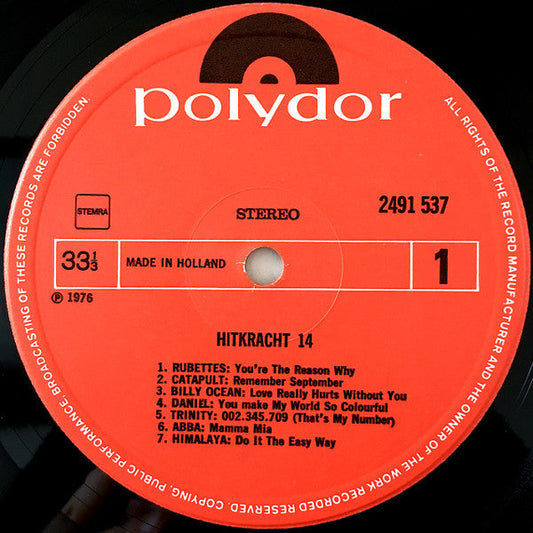 polydor
STEMRA
STEREO
2491 537
33⅓
MADE IN HOLLAND
1
℗ 1976
HITKRACHT 14
1. RUBETTES: You're The Reason Why
2. CATAPULT: Remember September
3. BILLY OCEAN: Love Really Hurts Without You
4. DANIEL: You make My World So Colourful
5. TRINITY: 002.345.709 (That's My Number)
6. ABBA: Mamma Mia
7. HIMALAYA: Do It The Easy Way
ALL RIGHTS OF THE RECORD MANUFACTURER AND THE OWNER OF THE WORK RECORDED RESERVED. COPYING, PUBLIC PERFORMANCE, BROADCASTING OF THESE RECORDS ARE FORBIDDEN.